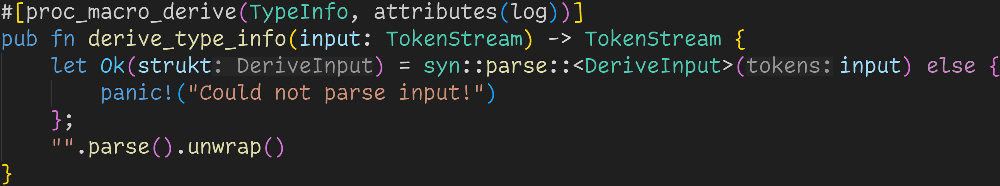 #[proc_macro_derive(TypeInfo, attributes(log))]
pub fn derive_type_info(input: TokenStream) -> TokenStream {
    let Ok(strukt: DeriveInput) = syn::parse::<DeriveInput>(tokens: input) else {
        panic!("Could not parse input!")
    };
    "".parse().unwrap()
}